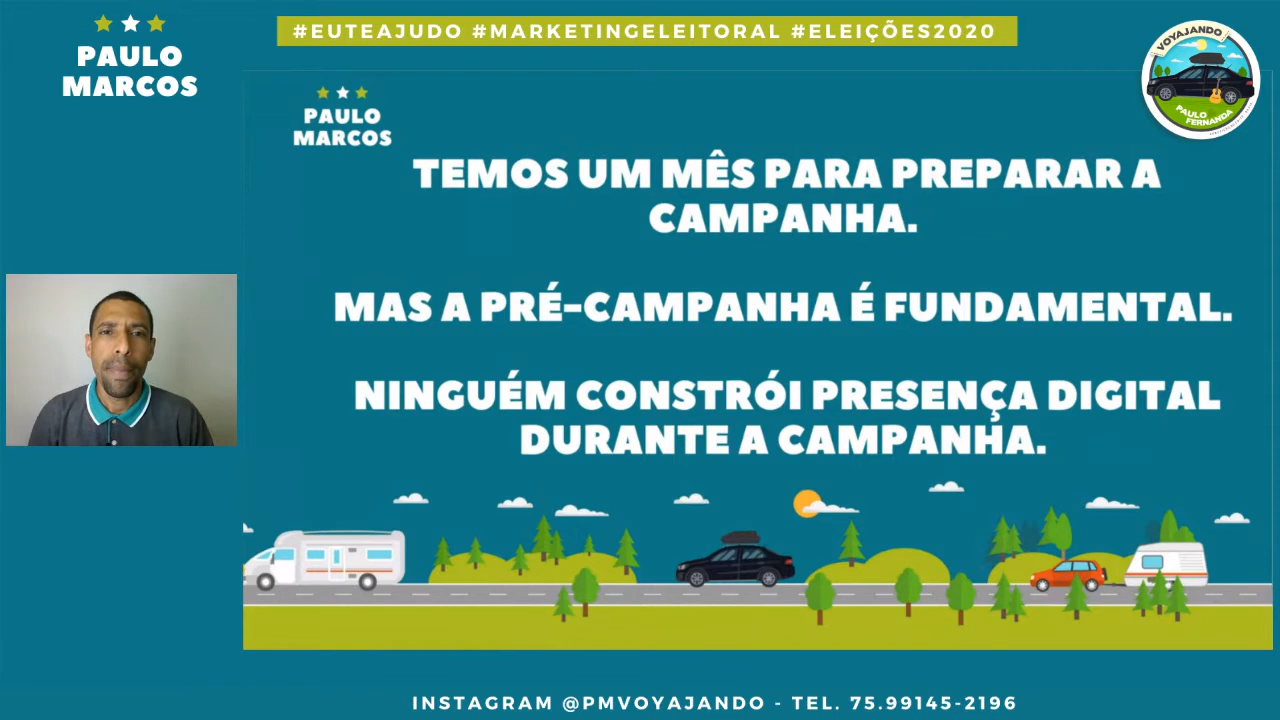 PAULO
MARCOS
#EUTEAJUDO #MARKETINGELEITORAL #ELEIÇÕES2020
VOYAJANDO
PAULO
FERNANDA
PAULO
MARCOS
TEMOS UM MÊS PARA PREPARAR A
CAMPANHA.
MAS A PRÉ-CAMPANHA É FUNDAMENTAL.
NINGUÉM CONSTRÓI PRESENÇA DIGITAL
DURANTE A CAMPANHA.
INSTAGRAM @PMVOYAJANDO - TEL. 75.99145-2196